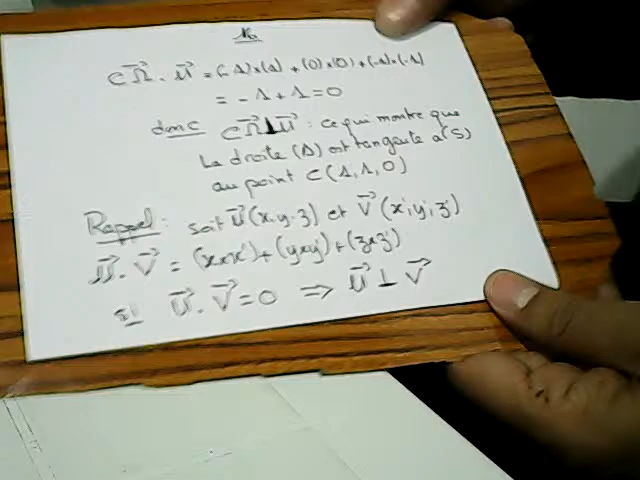 CΩ⃗ . u⃗ = (-1)x(1) + (0)x(0) + (-1)x(-1)
= -1 + 1 = 0
donc CΩ⃗ ⊥ u⃗ : ce qui montre que
la droite (Δ) est tangente à (S)
au point C(1,1,0)
Rappel: soit u⃗(x,y,z) et V⃗(x',y',z')
u⃗ . V⃗ = (x×x') + (y×y') + (z×z')
si u⃗ . V⃗ = 0 ⇒ u⃗ ⊥ V⃗